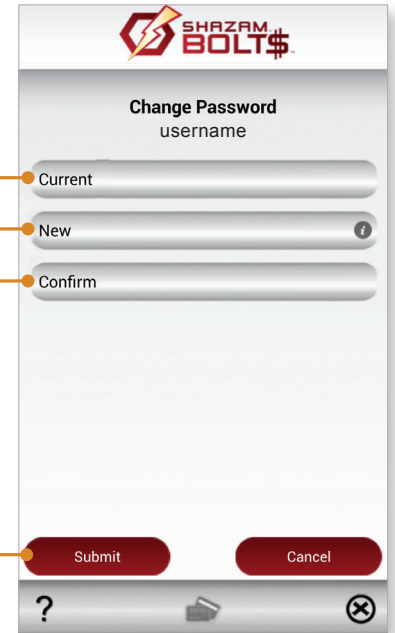 SHAZAM
BOLT$
Change Password
username
Current
New
Confirm
Submit
Cancel
?